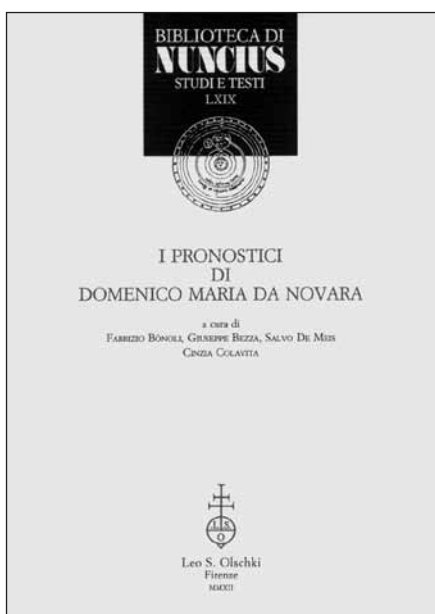 BIBLIOTECA DI
NUNCIUS
STUDI E TESTI
LXIX
I PRONOSTICI
DI
DOMENICO MARIA DA NOVARA
a cura di
FABRIZIO BÒNOLI, GIUSEPPE BEZZA, SALVO DE MEIS
CINZIA COLAVITA
L S
O
Leo S. Olschki
Firenze
MMXII